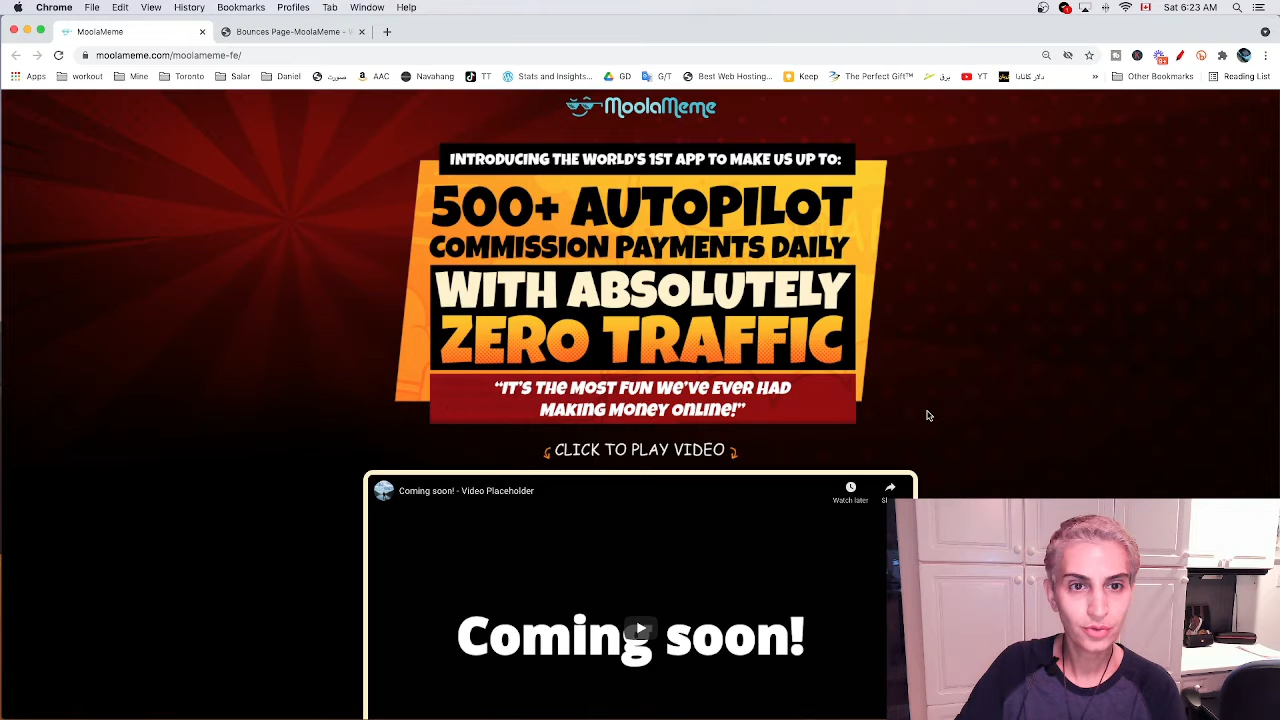 Chrome File Edit View History Bookmarks Profiles Tab Window Help Sat 6:23 AM
MoolaMeme Bounces Page-MoolaMeme -
moolameme.com/moolameme-fe/
Apps workout Mine Toronto Salar Daniel صورت AAC Navahang TT Stats and Insights... GD G/T Best Web Hosting... Keep The Perfect Gift™ برق YT Other Bookmarks Reading List
MoolaMeme
INTRODUCING THE WORLD'S 1ST APP TO MAKE US UP TO:
500+ AUTOPILOT
COMMISSION PAYMENTS DAILY
WITH ABSOLUTELY
ZERO TRAFFIC
“IT'S THE MOST FUN WE'VE EVER HAD
MAKING MONEY ONLINE!”
CLICK TO PLAY VIDEO
Coming soon! - Video Placeholder
Watch later
Coming soon!